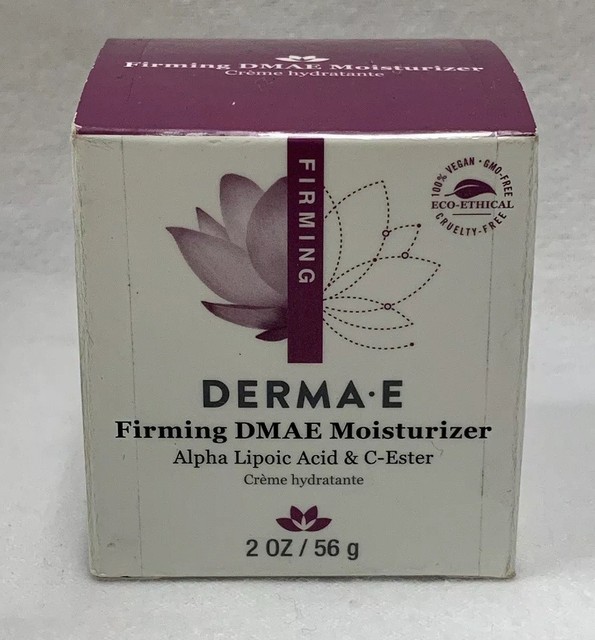 Firming DMAE Moisturizer
Crème hydratante
FIRMING
100% VEGAN · GMO-FREE
ECO-ETHICAL
CRUELTY-FREE
DERMA·E
Firming DMAE Moisturizer
Alpha Lipoic Acid & C-Ester
Crème hydratante
2 OZ / 56 g